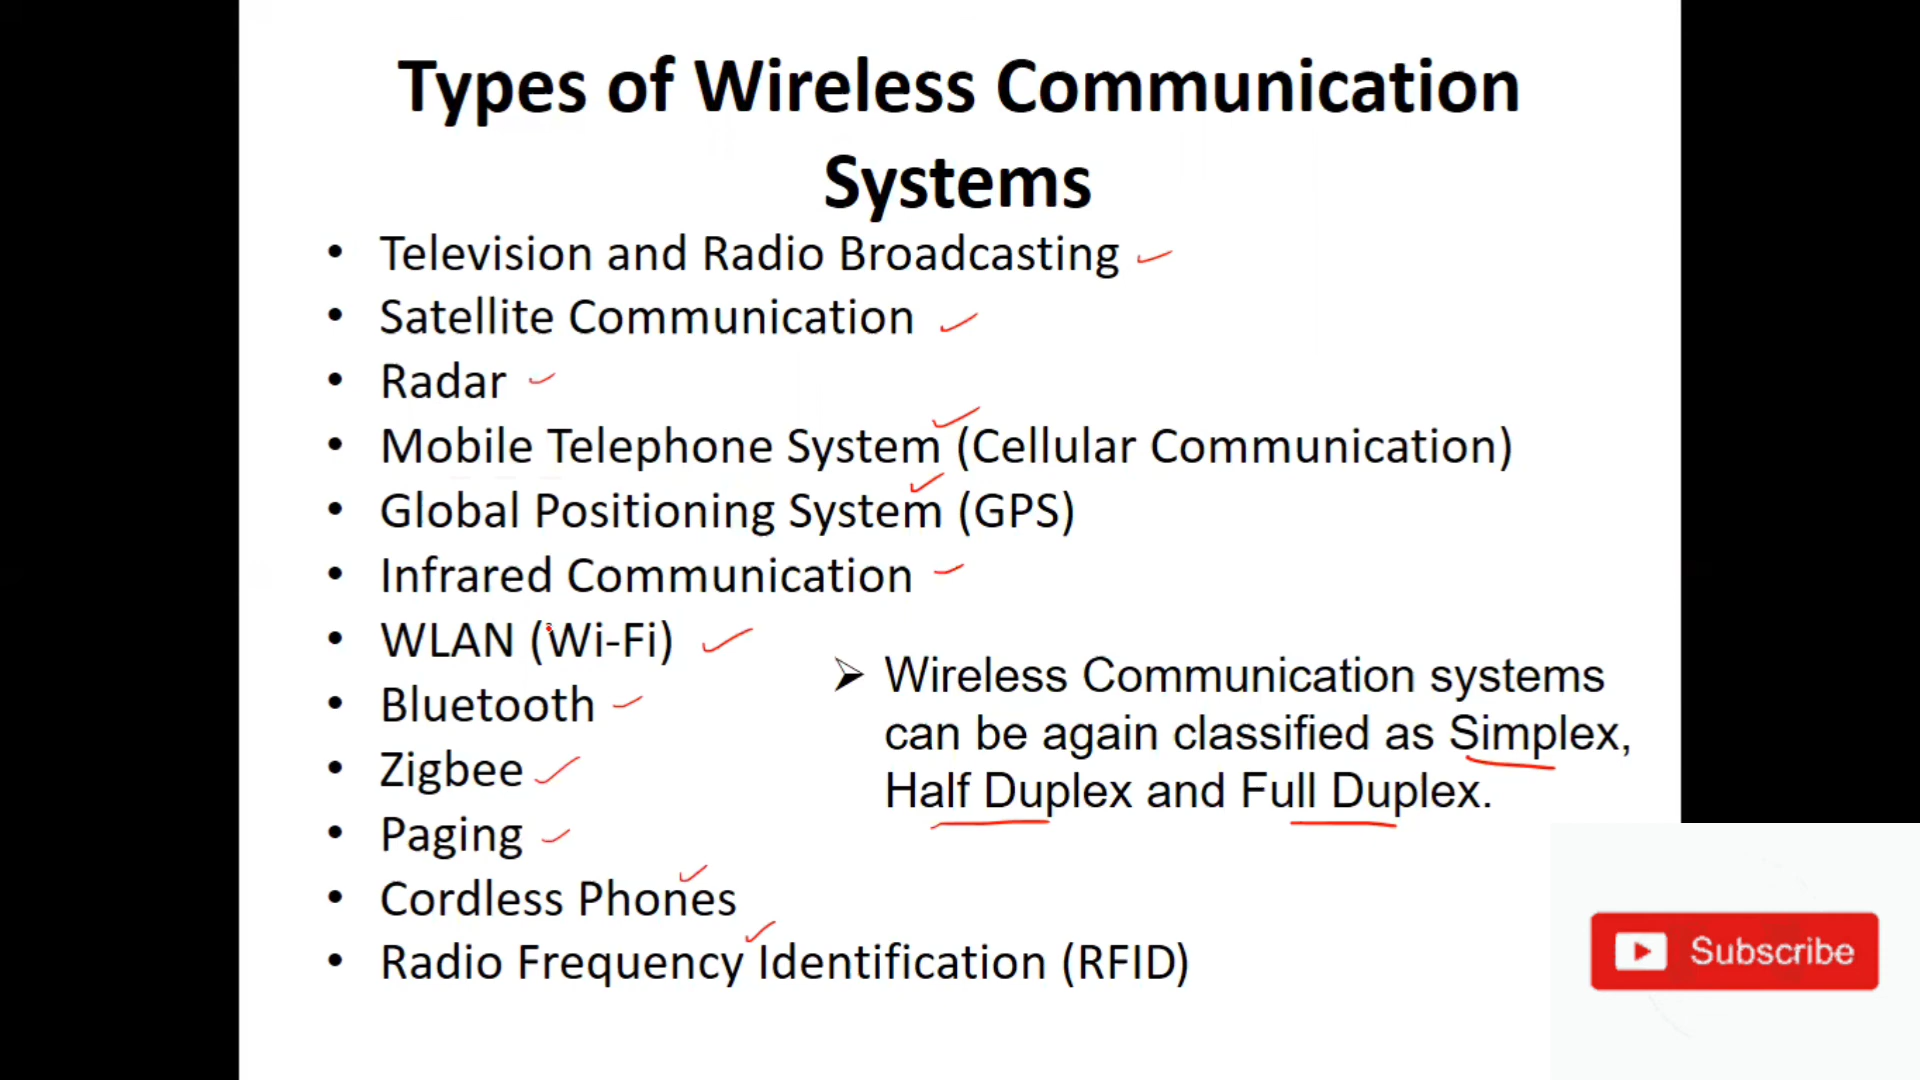 Types of Wireless Communication
Systems
• Television and Radio Broadcasting
• Satellite Communication
• Radar
• Mobile Telephone System (Cellular Communication)
• Global Positioning System (GPS)
• Infrared Communication
• WLAN (Wi-Fi)
• Bluetooth
• Zigbee
• Paging
• Cordless Phones
• Radio Frequency Identification (RFID)
➢ Wireless Communication systems
can be again classified as Simplex,
Half Duplex and Full Duplex.
Subscribe